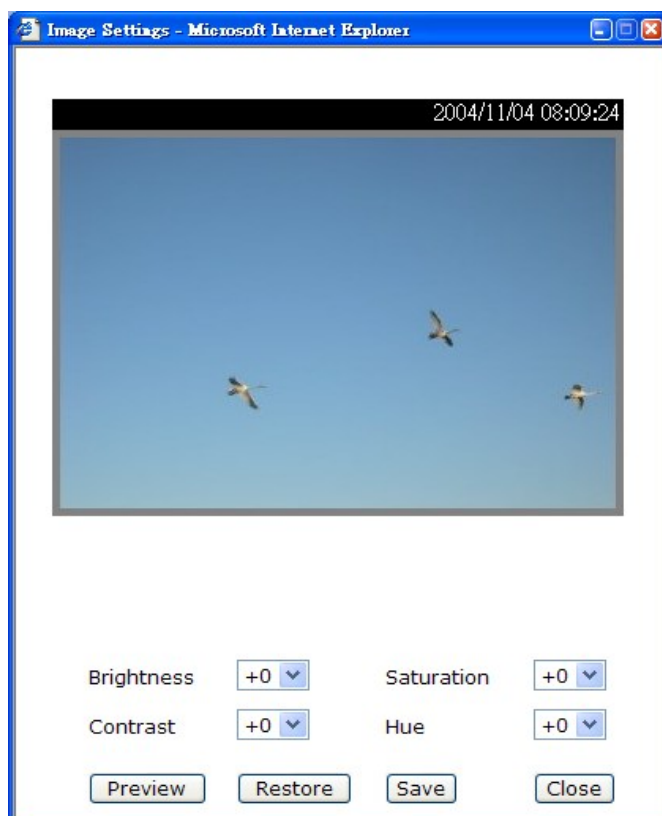 Image Settings - Microsoft Internet Explorer
2004/11/04 08:09:24
Brightness +0 Saturation +0
Contrast +0 Hue +0
Preview Restore Save Close